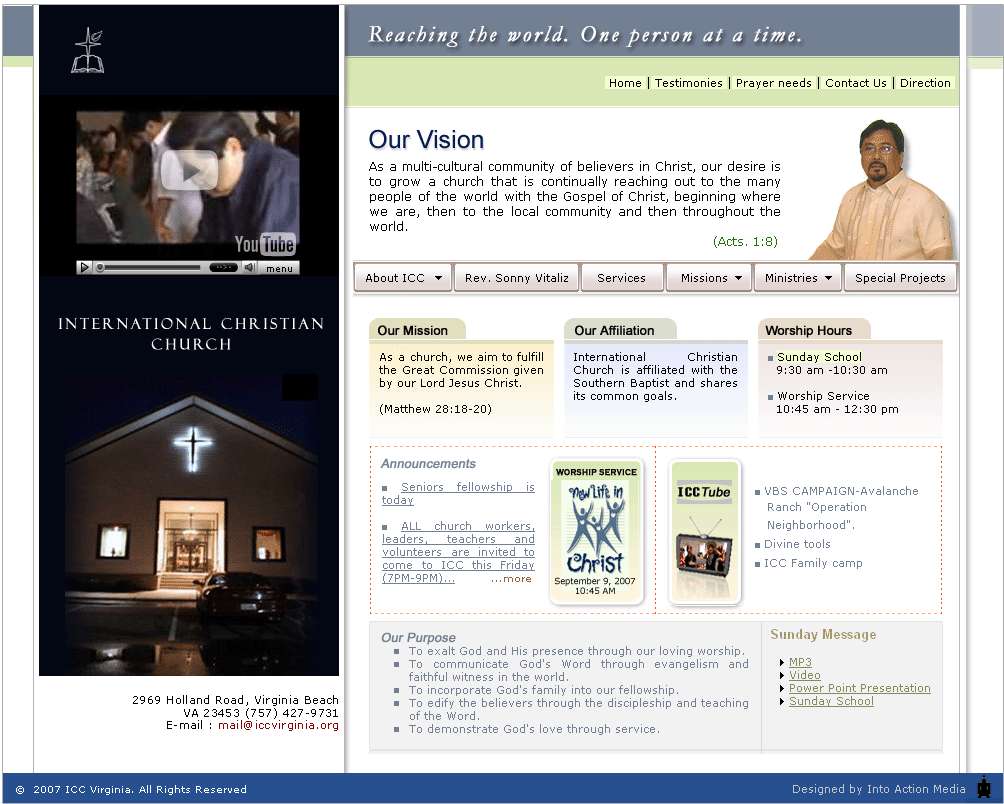 Reaching the world. One person at a time.
Home | Testimonies | Prayer needs | Contact Us | Direction
YouTube
menu
INTERNATIONAL CHRISTIAN
CHURCH
2969 Holland Road, Virginia Beach
VA 23453 (757) 427-9731
E-mail : mail@iccvirginia.org
Our Vision
As a multi-cultural community of believers in Christ, our desire is
to grow a church that is continually reaching out to the many
people of the world with the Gospel of Christ, beginning where
we are, then to the local community and then throughout the
world.
(Acts. 1:8)
About ICC Rev. Sonny Vitaliz Services Missions Ministries Special Projects
Our Mission
As a church, we aim to fulfill
the Great Commission given
by our Lord Jesus Christ.
(Matthew 28:18-20)
Our Affiliation
International Christian
Church is affiliated with the
Southern Baptist and shares
its common goals.
Worship Hours
Sunday School
9:30 am -10:30 am
Worship Service
10:45 am - 12:30 pm
Announcements
Seniors fellowship is
today
ALL church workers,
leaders, teachers and
volunteers are invited to
come to ICC this Friday
(7PM-9PM)... ...more
WORSHIP SERVICE
New Life in
Christ
September 9, 2007
10:45 AM
ICC Tube
VBS CAMPAIGN-Avalanche
Ranch "Operation
Neighborhood".
Divine tools
ICC Family camp
Our Purpose
To exalt God and His presence through our loving worship.
To communicate God's Word through evangelism and
faithful witness in the world.
To incorporate God's family into our fellowship.
To edify the believers through the discipleship and teaching
of the Word.
To demonstrate God's love through service.
Sunday Message
MP3
Video
Power Point Presentation
Sunday School
© 2007 ICC Virginia. All Rights Reserved
Designed by Into Action Media